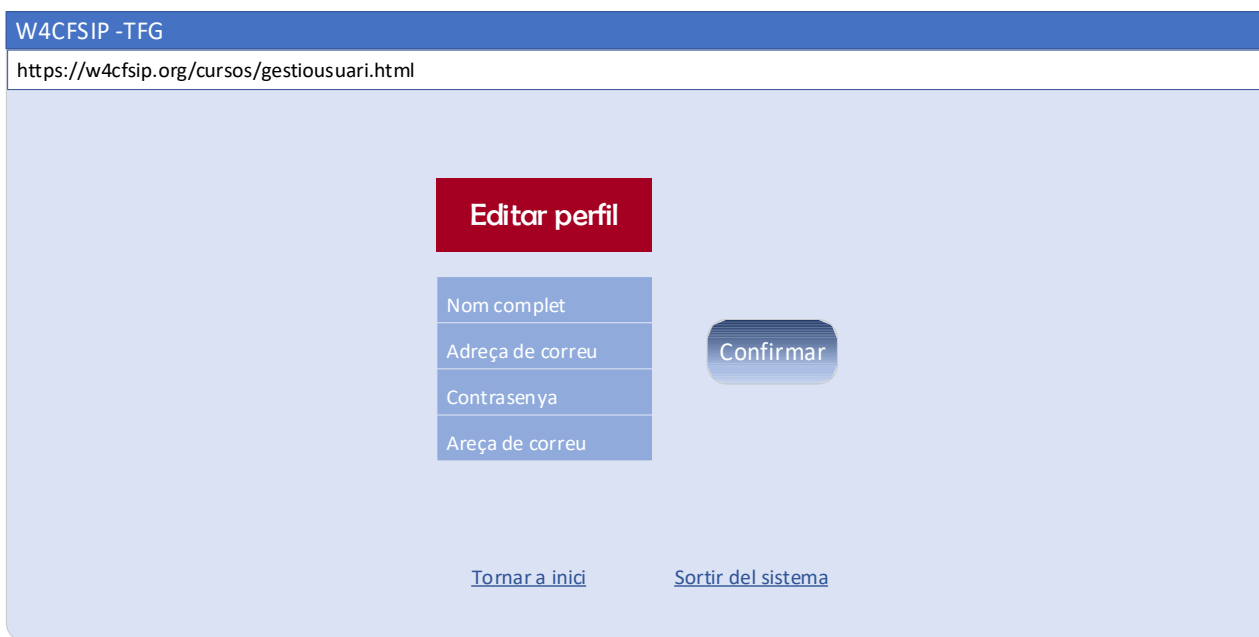 W4CFSIP -TFG
https://w4cfsip.org/cursos/gestiousuari.html
Editar perfil
Nom complet
Adreça de correu
Confirmar
Contrasenya
Areça de correu
Tornar a inici
Sortir del sistema